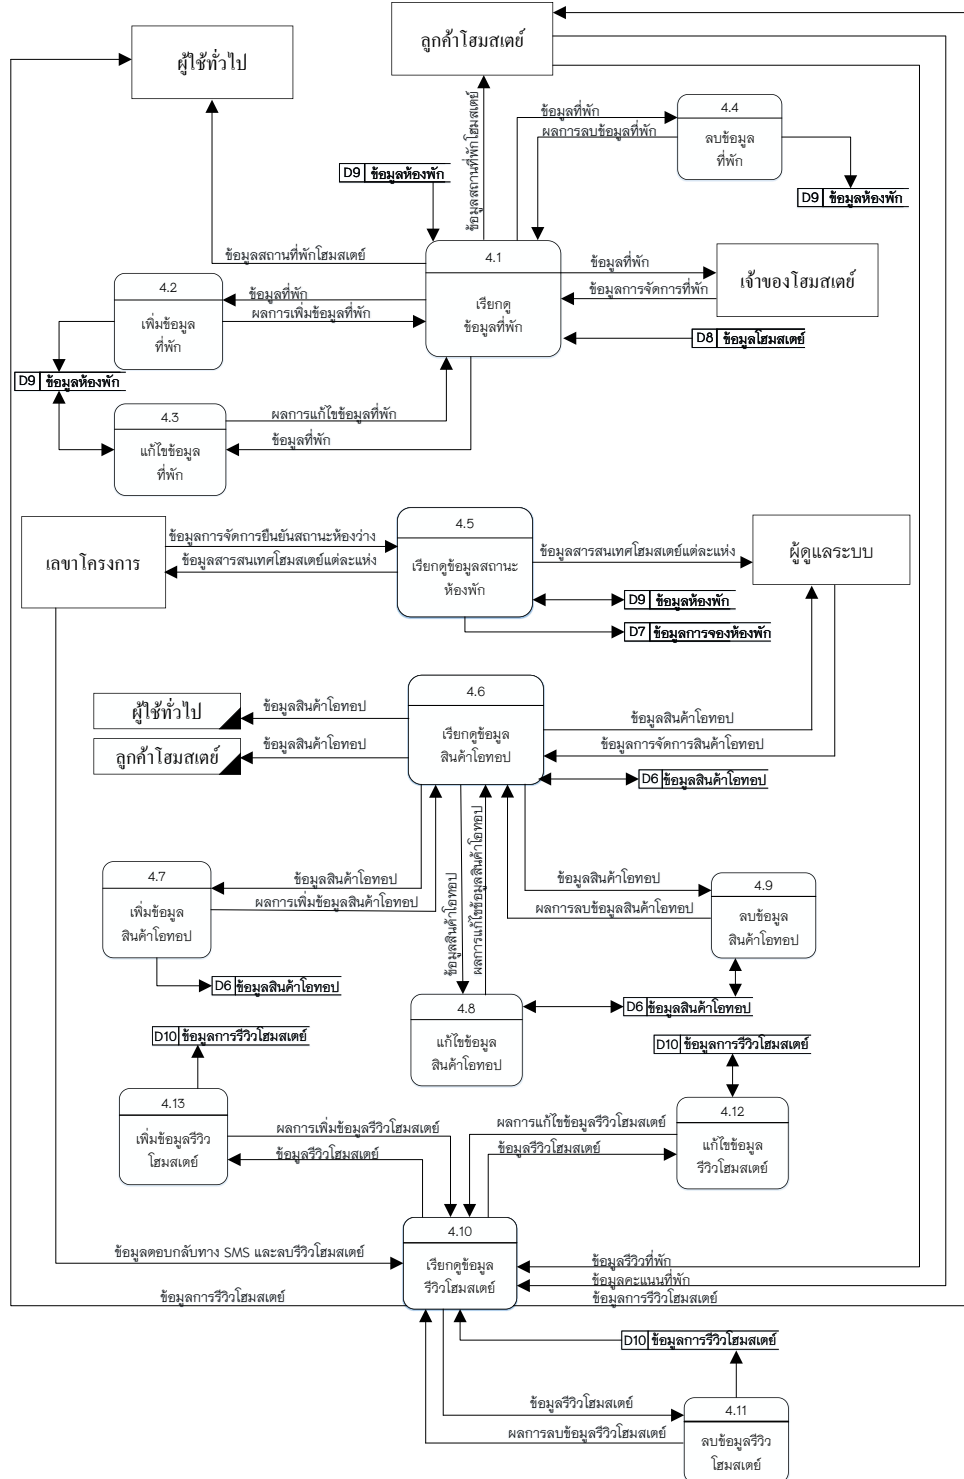 ลูกค้าโฮมสเตย์
ผู้ใช้ทั่วไป
ข้อมูลสถานที่พักโฮมสเตย์
ข้อมูลที่พัก
ผลการลบข้อมูลที่พัก
4.4
ลบข้อมูล
ที่พัก
D9 ข้อมูลห้องพัก
D9 ข้อมูลห้องพัก
ข้อมูลสถานที่พักโฮมสเตย์
4.1
เรียกดู
ข้อมูลที่พัก
ข้อมูลที่พัก
ข้อมูลการจัดการที่พัก
เจ้าของโฮมสเตย์
D8 ข้อมูลโฮมสเตย์
4.2
เพิ่มข้อมูล
ที่พัก
ข้อมูลที่พัก
ผลการเพิ่มข้อมูลที่พัก
D9 ข้อมูลห้องพัก
4.3
แก้ไขข้อมูล
ที่พัก
ผลการแก้ไขข้อมูลที่พัก
ข้อมูลที่พัก
เลขาโครงการ
ข้อมูลการจัดการยืนยันสถานะห้องว่าง
ข้อมูลสารสนเทศโฮมสเตย์แต่ละแห่ง
4.5
เรียกดูข้อมูลสถานะ
ห้องพัก
ข้อมูลสารสนเทศโฮมสเตย์แต่ละแห่ง
ผู้ดูแลระบบ
D9 ข้อมูลห้องพัก
D7 ข้อมูลการจองห้องพัก
ผู้ใช้ทั่วไป
ข้อมูลสินค้าโอทอป
ลูกค้าโฮมสเตย์
ข้อมูลสินค้าโอทอป
4.6
เรียกดูข้อมูล
สินค้าโอทอป
ข้อมูลสินค้าโอทอป
ข้อมูลการจัดการสินค้าโอทอป
D6 ข้อมูลสินค้าโอทอป
4.7
เพิ่มข้อมูล
สินค้าโอทอป
ข้อมูลสินค้าโอทอป
ผลการเพิ่มข้อมูลสินค้าโอทอป
ข้อมูลสินค้าโอทอป
ผลการแก้ไขข้อมูลสินค้าโอทอป
ข้อมูลสินค้าโอทอป
ผลการลบข้อมูลสินค้าโอทอป
4.9
ลบข้อมูล
สินค้าโอทอป
D6 ข้อมูลสินค้าโอทอป
4.8
แก้ไขข้อมูล
สินค้าโอทอป
D6 ข้อมูลสินค้าโอทอป
D10 ข้อมูลการรีวิวโฮมสเตย์
D10 ข้อมูลการรีวิวโฮมสเตย์
4.13
เพิ่มข้อมูลรีวิว
โฮมสเตย์
ผลการเพิ่มข้อมูลรีวิวโฮมสเตย์
ข้อมูลรีวิวโฮมสเตย์
ผลการแก้ไขข้อมูลรีวิวโฮมสเตย์
ข้อมูลรีวิวโฮมสเตย์
4.12
แก้ไขข้อมูล
รีวิวโฮมสเตย์
4.10
เรียกดูข้อมูล
รีวิวโฮมสเตย์
ข้อมูลตอบกลับทาง SMS และลบรีวิวโฮมสเตย์
ข้อมูลรีวิวที่พัก
ข้อมูลคะแนนที่พัก
ข้อมูลการรีวิวโฮมสเตย์
ข้อมูลการรีวิวโฮมสเตย์
D10 ข้อมูลการรีวิวโฮมสเตย์
ข้อมูลรีวิวโฮมสเตย์
ผลการลบข้อมูลรีวิวโฮมสเตย์
4.11
ลบข้อมูลรีวิว
โฮมสเตย์